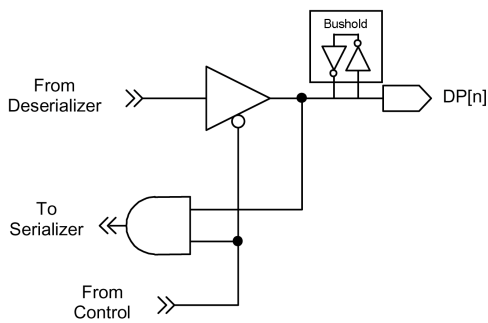 Bushold
From
Deserializer
DP[n]
To
Serializer
From
Control